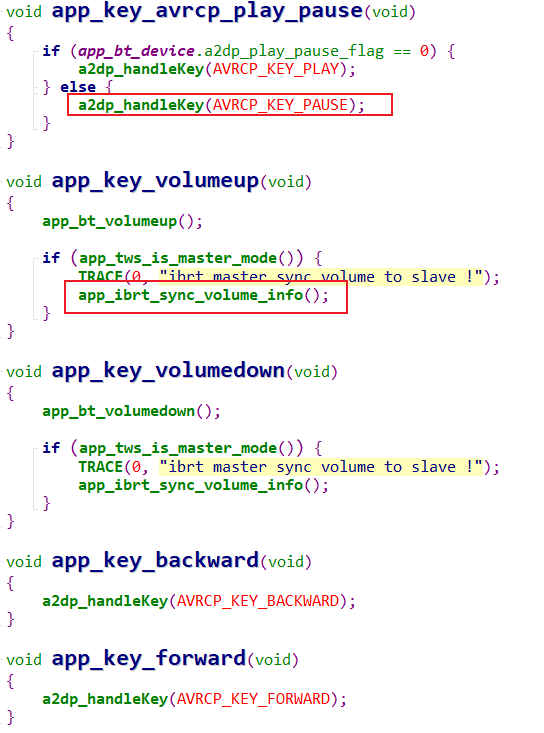 void app_key_avrcp_play_pause(void)
{
if (app_bt_device.a2dp_play_pause_flag == 0) {
a2dp_handleKey(AVRCP_KEY_PLAY);
} else {
a2dp_handleKey(AVRCP_KEY_PAUSE);
}
}
void app_key_volumeup(void)
{
app_bt_volumeup();
if (app_tws_is_master_mode()) {
TRACE(0, "ibrt master sync volume to slave !");
app_ibrt_sync_volume_info();
}
}
void app_key_volumedown(void)
{
app_bt_volumedown();
if (app_tws_is_master_mode()) {
TRACE(0, "ibrt master sync volume to slave !");
app_ibrt_sync_volume_info();
}
}
void app_key_backward(void)
{
a2dp_handleKey(AVRCP_KEY_BACKWARD);
}
void app_key_forward(void)
{
a2dp_handleKey(AVRCP_KEY_FORWARD);
}